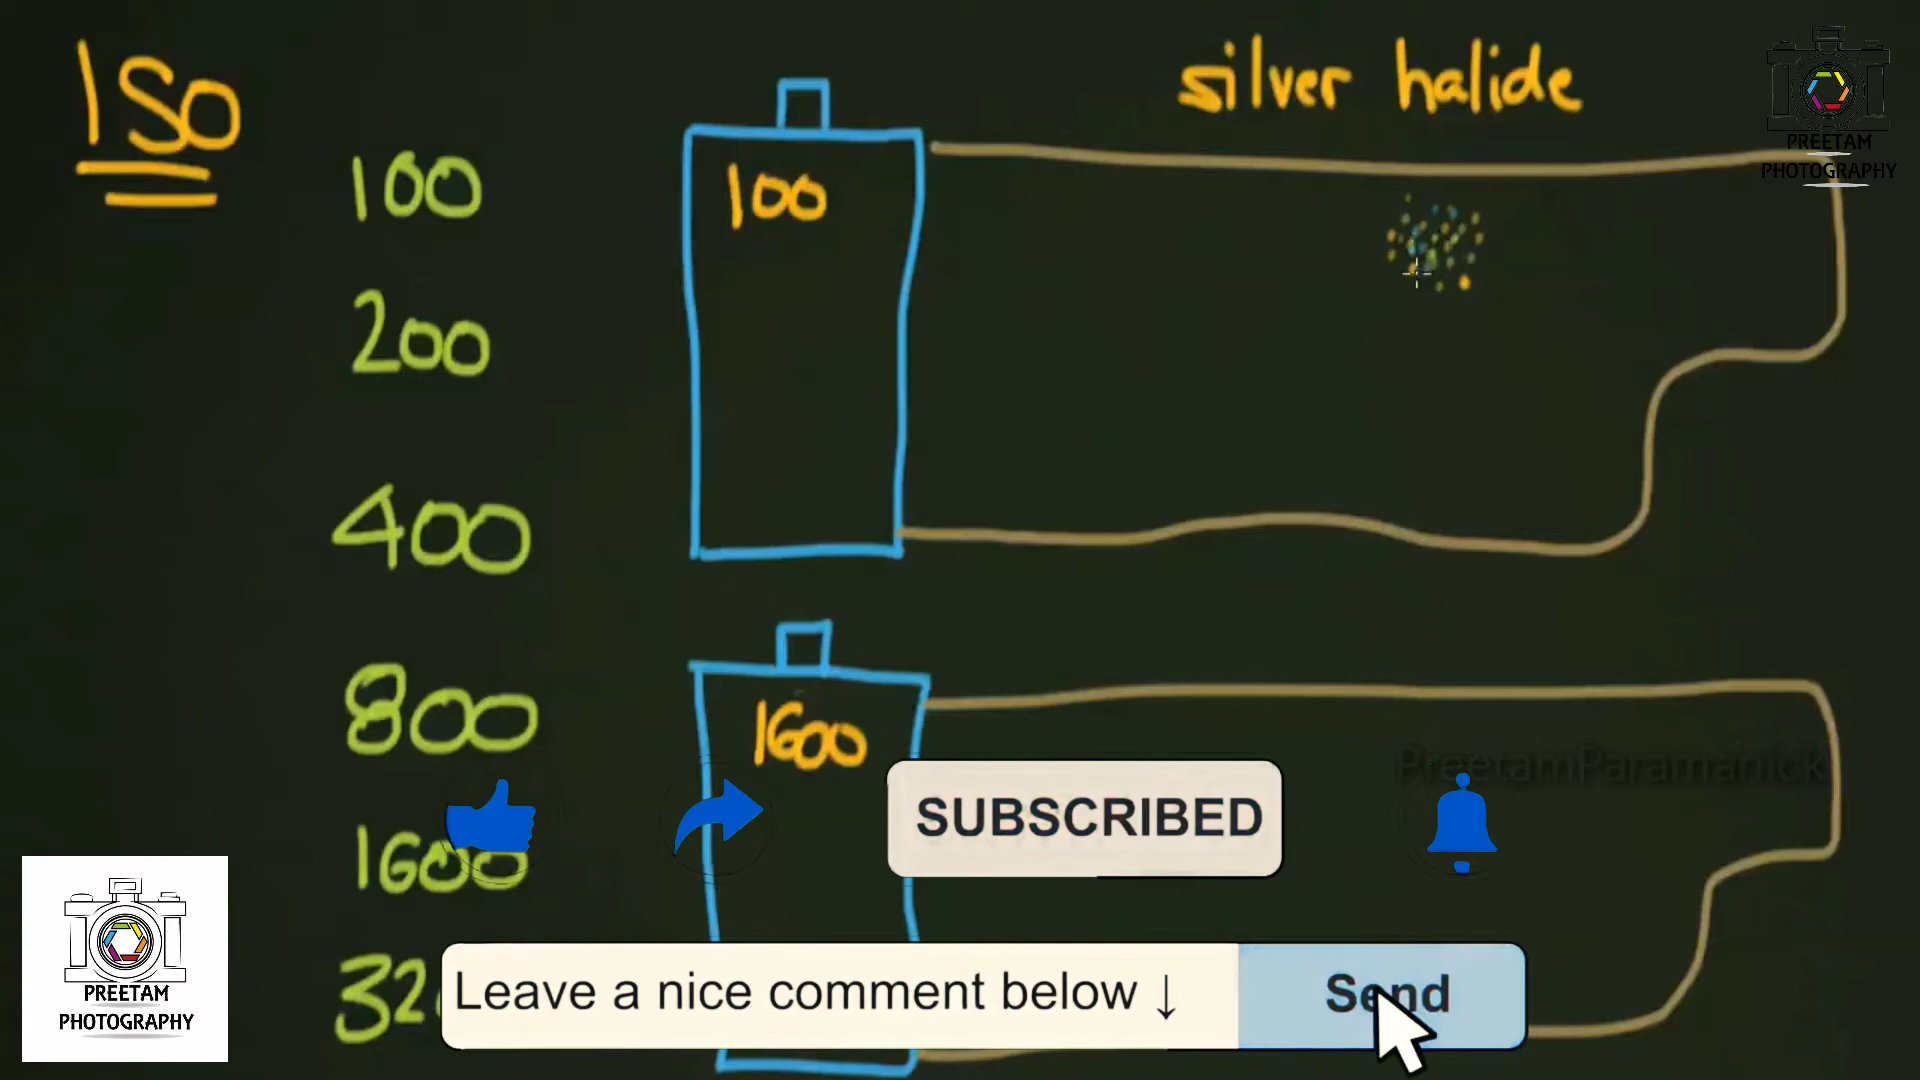 ISO
silver halide
PREETAM
PHOTOGRAPHY
100
100
200
400
800
1600
PreetamParamanick
SUBSCRIBED
1600
PREETAM
PHOTOGRAPHY
Leave a nice comment below ↓
Send